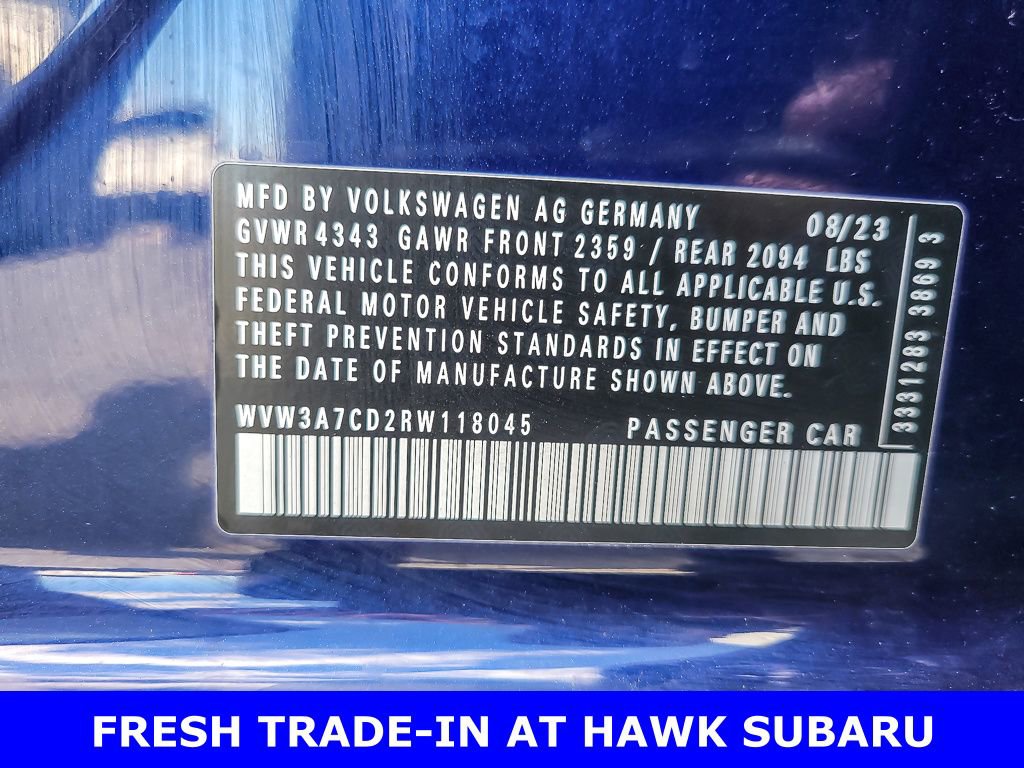 MFD BY VOLKSWAGEN AG GERMANY 08/23
GVWR 4343 GAWR FRONT 2359 / REAR 2094 LBS
THIS VEHICLE CONFORMS TO ALL APPLICABLE U.S.
FEDERAL MOTOR VEHICLE SAFETY, BUMPER AND
THEFT PREVENTION STANDARDS IN EFFECT ON
THE DATE OF MANUFACTURE SHOWN ABOVE.
WVW3A7CD2RW118045 PASSENGER CAR
3331283 3869 3
FRESH TRADE-IN AT HAWK SUBARU